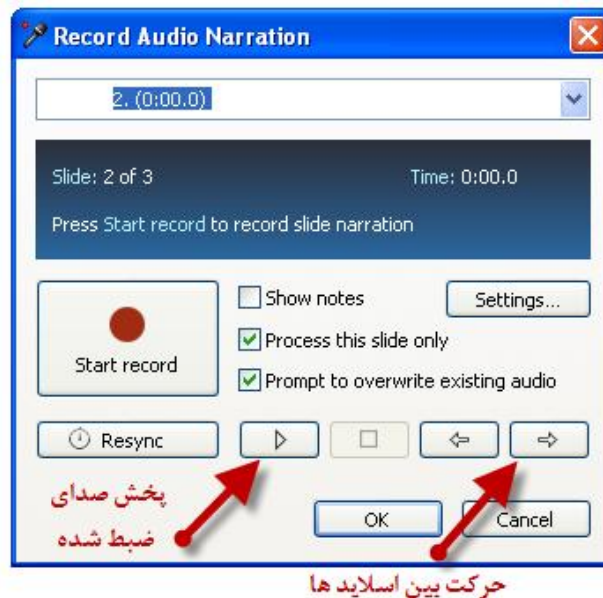 Record Audio Narration
2. (0:00.0)
Slide: 2 of 3 Time: 0:00.0
Press Start record to record slide narration
Show notes Settings...
Process this slide only
Start record
Prompt to overwrite existing audio
Resync
پخش صدای
ضبط شده
OK Cancel
حرکت بین اسلاید ها